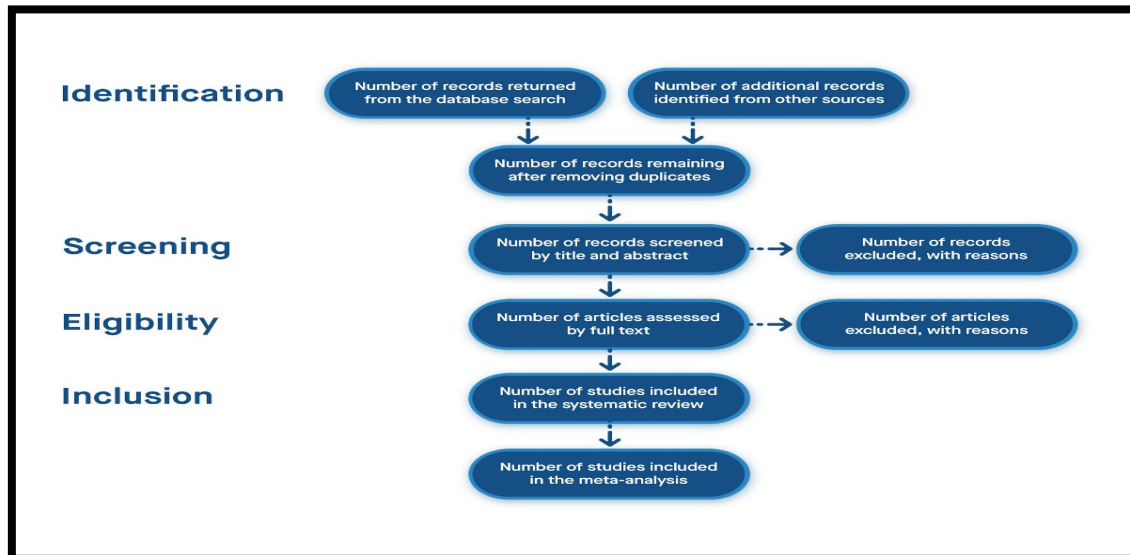 Identification
Number of records returned
from the database search
Number of additional records
identified from other sources
Number of records remaining
after removing duplicates
Screening
Number of records screened
by title and abstract
Number of records
excluded, with reasons
Eligibility
Number of articles assessed
by full text
Number of articles
excluded, with reasons
Inclusion
Number of studies included
in the systematic review
Number of studies included
in the meta-analysis